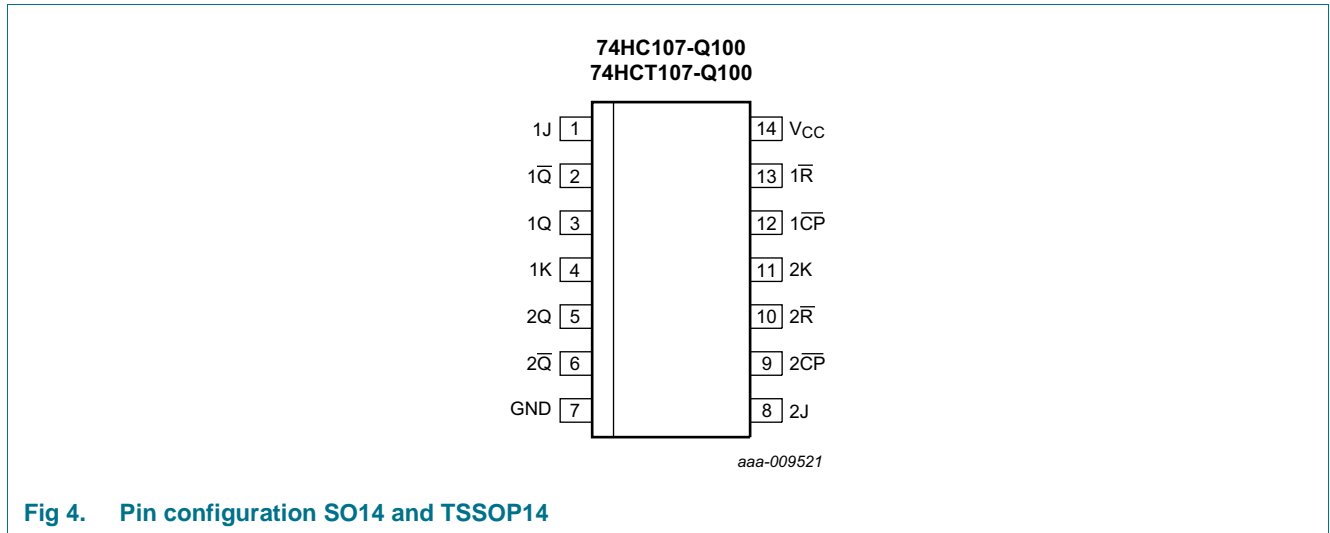 74HC107-Q100
74HCT107-Q100
1J 1
1Q̅ 2
1Q 3
1K 4
2Q 5
2Q̅ 6
GND 7
14 VCC
13 1R̅
12 1C̅P̅
11 2K
10 2R̅
9 2C̅P̅
8 2J
aaa-009521
Fig 4. Pin configuration SO14 and TSSOP14